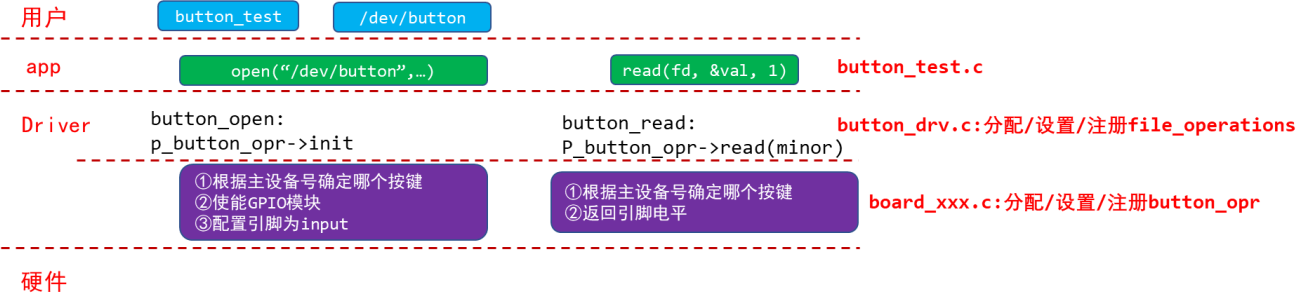 用户
button_test
/dev/button
app
open(“/dev/button”,…)
read(fd, &val, 1)
button_test.c
Driver
button_open:
p_button_opr->init
button_read:
P_button_opr->read(minor)
button_drv.c:分配/设置/注册file_operations
①根据主设备号确定哪个按键
②使能GPIO模块
③配置引脚为input
①根据主设备号确定哪个按键
②返回引脚电平
board_xxx.c:分配/设置/注册button_opr
硬件